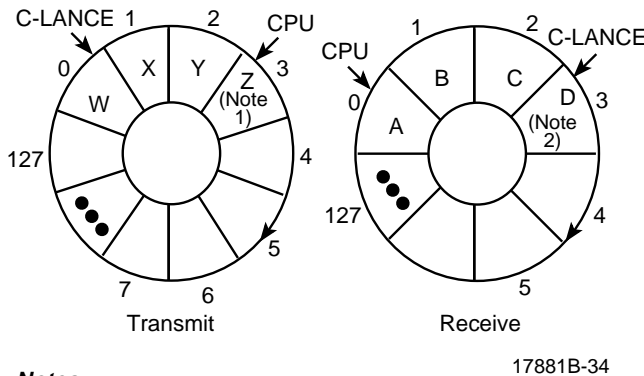 C-LANCE
CPU
0
1
2
3
4
5
6
7
127
W
X
Y
Z
(Note
1)
Transmit
CPU
C-LANCE
0
1
2
3
4
5
127
A
B
C
D
(Note
2)
Receive
17881B-34